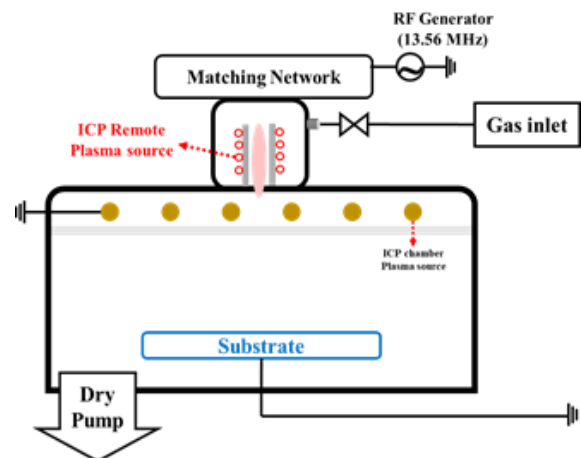 RF Generator
(13.56 MHz)
Matching Network
ICP Remote
Plasma source
Gas inlet
ICP chamber
Plasma source
Substrate
Dry
Pump